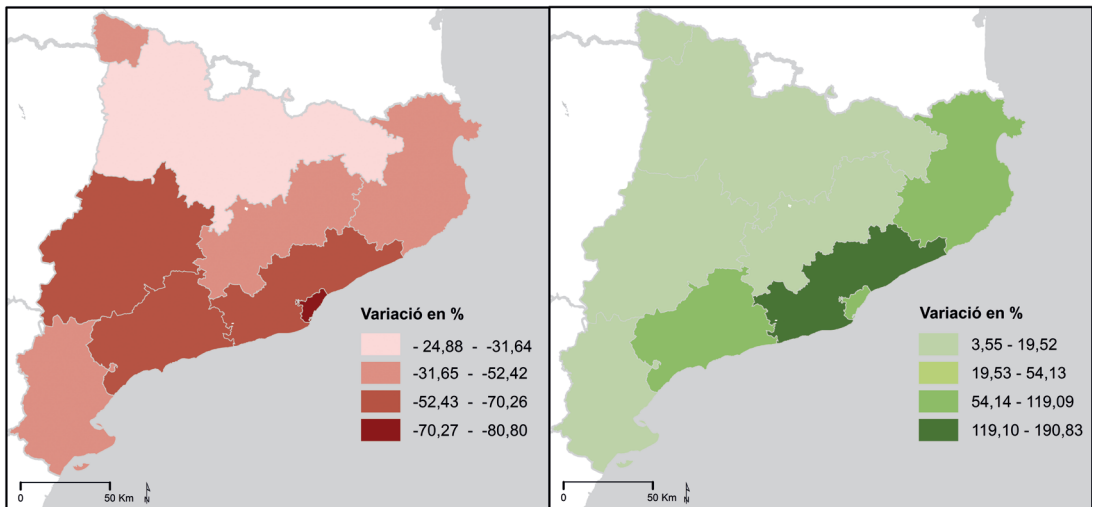 Variació en %
- 24,88 - -31,64
-31,65 - -52,42
-52,43 - -70,26
-70,27 - -80,80
0 50 Km N
Variació en %
3,55 - 19,52
19,53 - 54,13
54,14 - 119,09
119,10 - 190,83
0 50 Km N